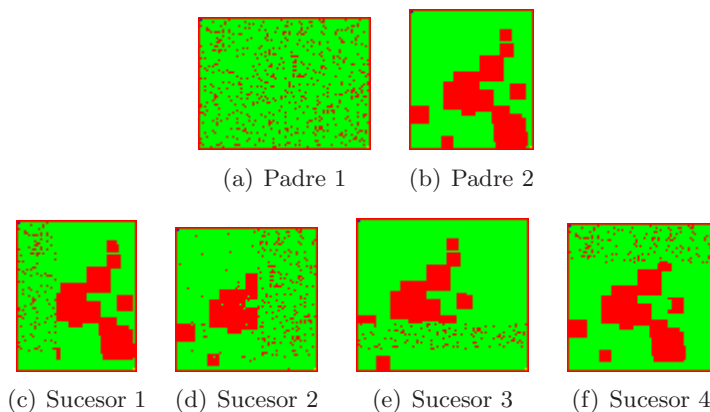 (a) Padre 1
(b) Padre 2
(c) Sucesor 1
(d) Sucesor 2
(e) Sucesor 3
(f) Sucesor 4